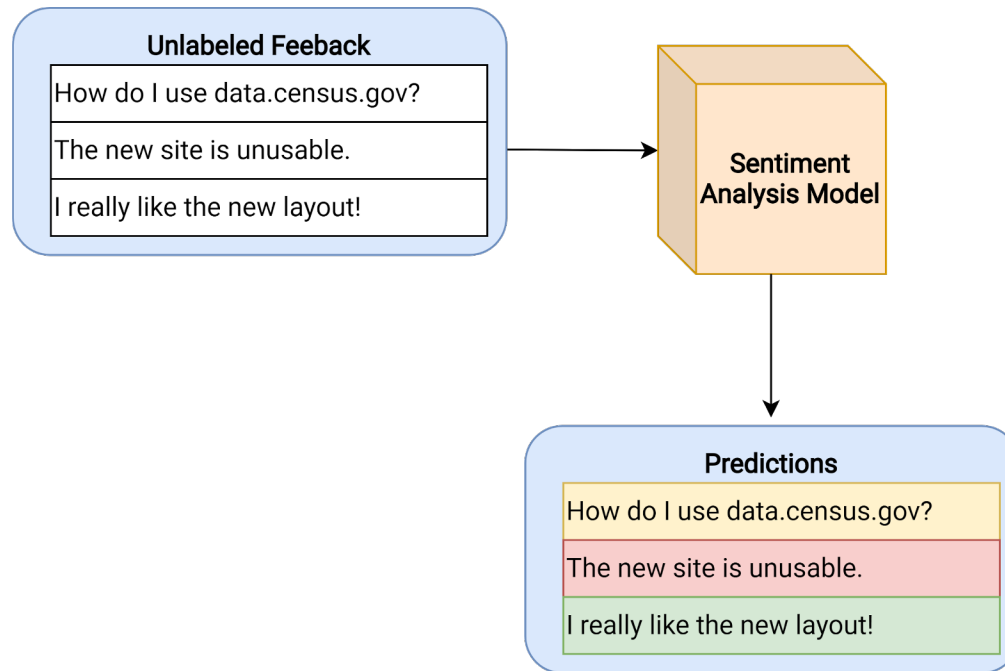 Unlabeled Feeback
How do I use data.census.gov?
The new site is unusable.
I really like the new layout!
Sentiment
Analysis Model
Predictions
How do I use data.census.gov?
The new site is unusable.
I really like the new layout!